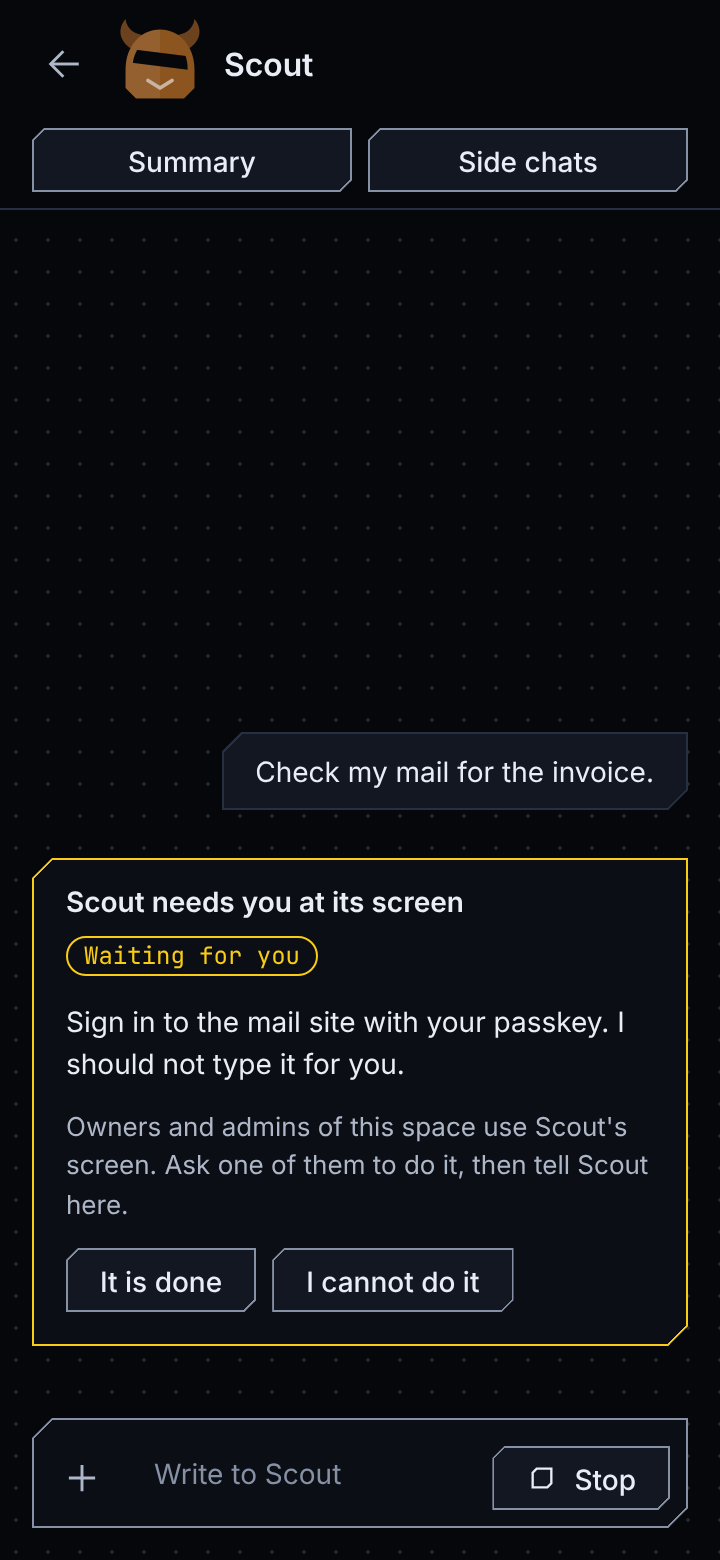 Scout
Summary
Side chats
Check my mail for the invoice.
Scout needs you at its screen
Waiting for you
Sign in to the mail site with your passkey. I
should not type it for you.
Owners and admins of this space use Scout's
screen. Ask one of them to do it, then tell Scout
here.
It is done
I cannot do it
Write to Scout
Stop